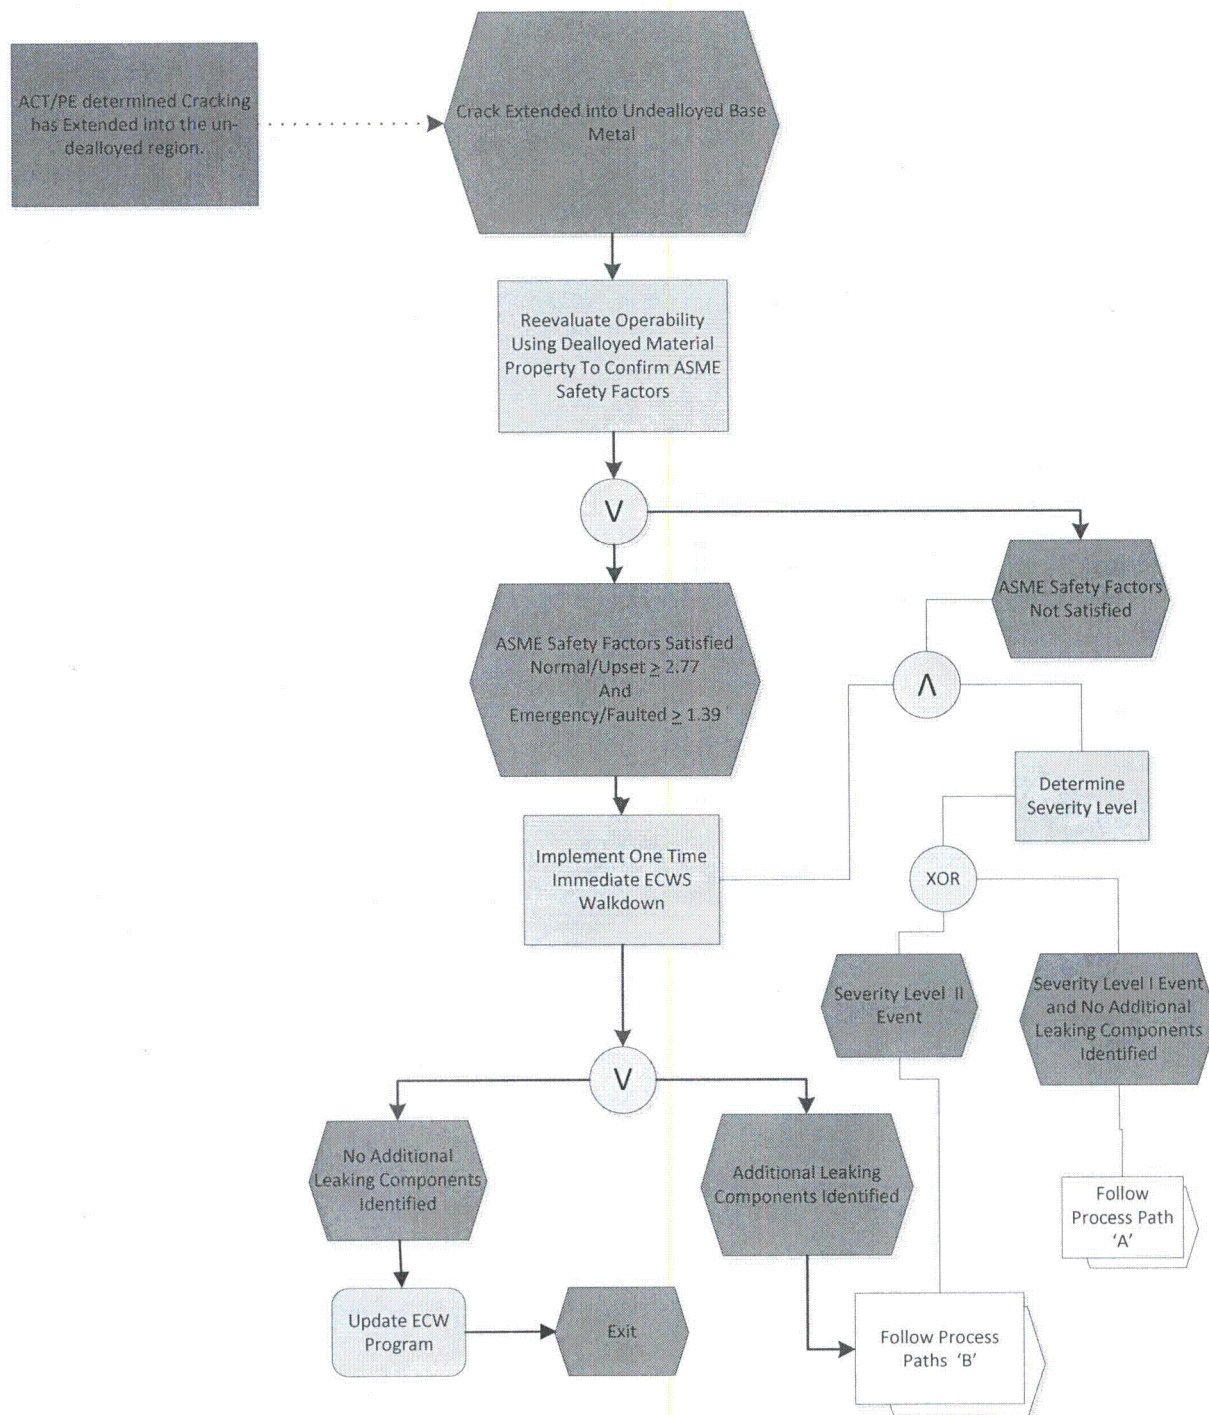 ACT/PE determined Cracking
has Extended into the un-
dealloyed region.
Crack Extended into Undealloyed Base
Metal
Reevaluate Operability
Using Dealloyed Material
Property To Confirm ASME
Safety Factors
V
ASME Safety Factors
Not Satisfied
ASME Safety Factors Satisfied
Normal/Upset ≥ 2.77
And
Emergency/Faulted ≥ 1.39
Λ
Determine
Severity Level
Implement One Time
Immediate ECWS
Walkdown
XOR
Severity Level II
Event
Severity Level I Event
and No Additional
Leaking Components
Identified
V
No Additional
Leaking Components
Identified
Additional Leaking
Components Identified
Follow
Process Path
'A'
Update ECW
Program
Exit
Follow Process
Paths 'B'